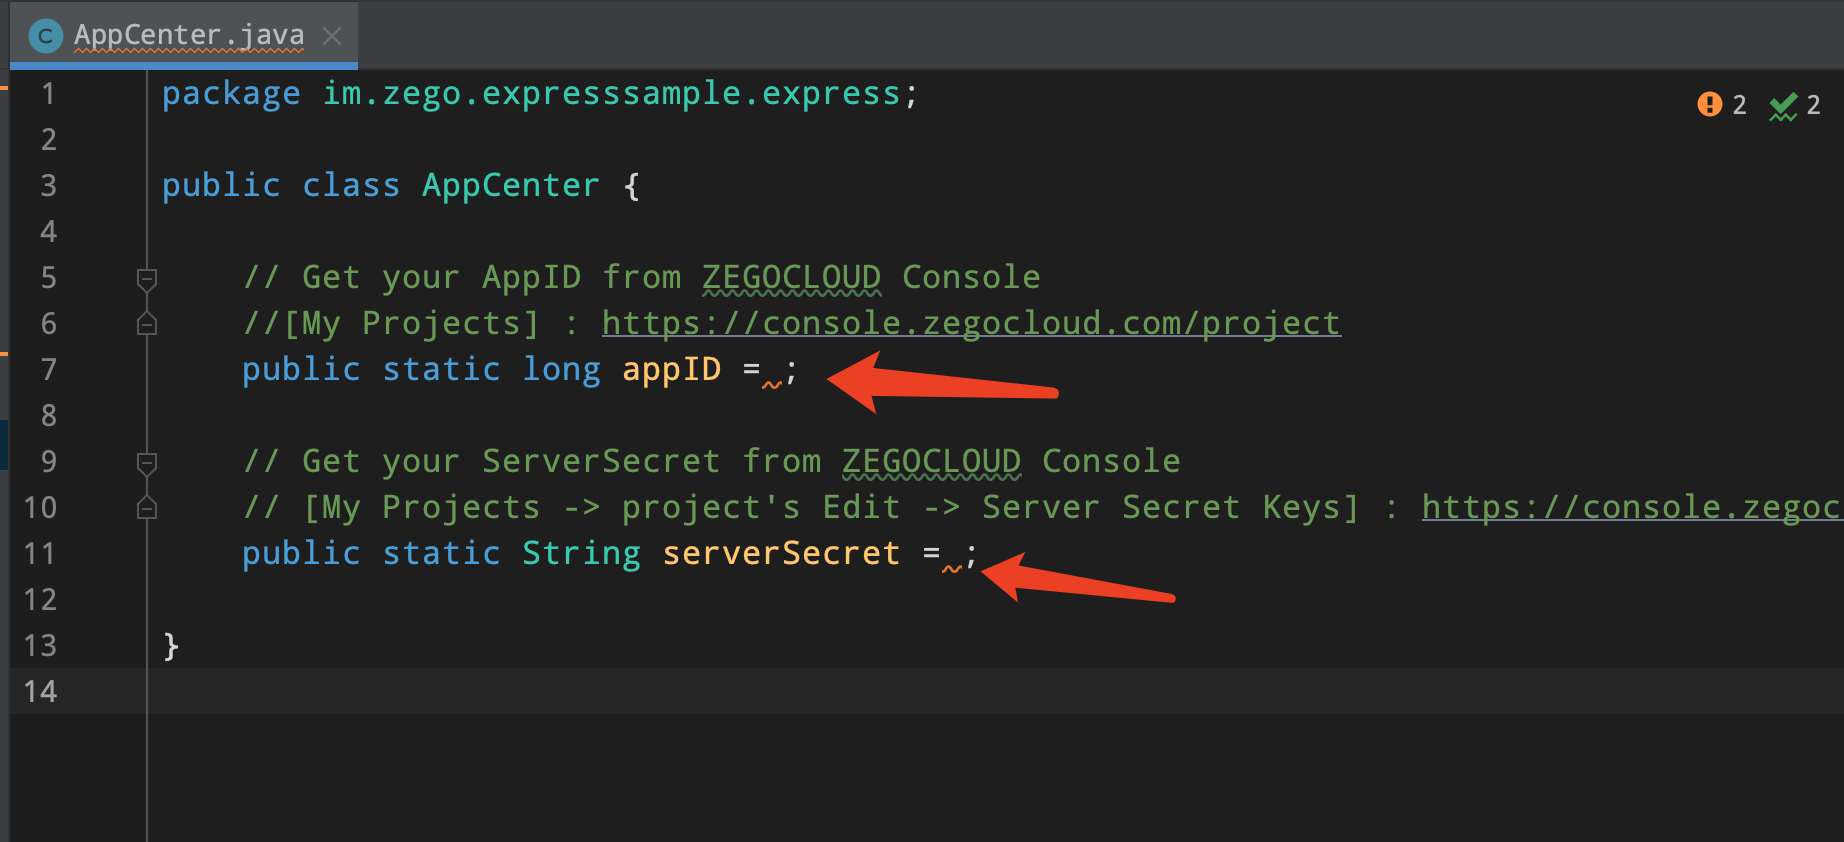 AppCenter.java
2 2
1 package im.zego.expresssample.express;
2
3 public class AppCenter {
4
5 // Get your AppID from ZEGOCLOUD Console
6 //[My Projects] : https://console.zegocloud.com/project
7 public static long appID = ;
8
9 // Get your ServerSecret from ZEGOCLOUD Console
10 // [My Projects -> project's Edit -> Server Secret Keys] : https://console.zegoc
11 public static String serverSecret = ;
12
13 }
14